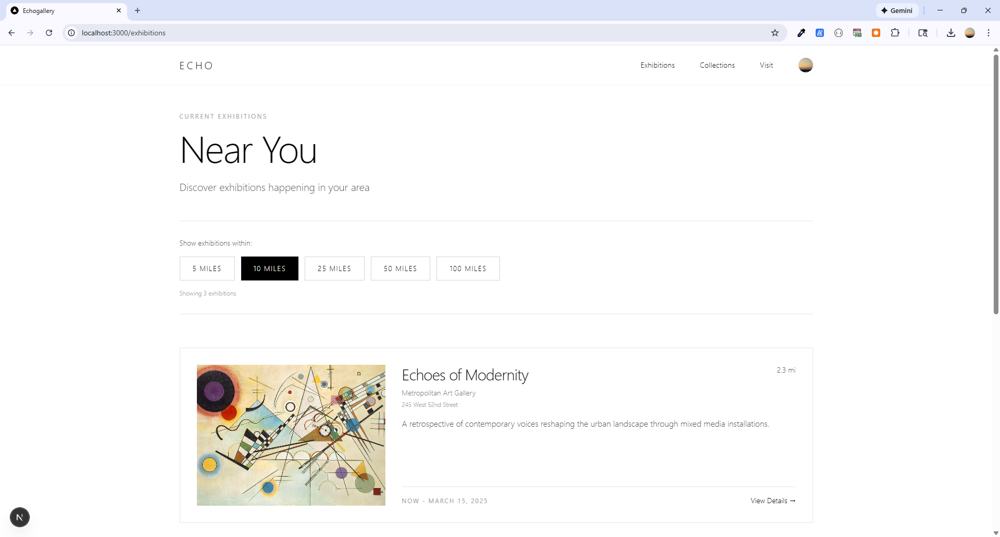 Echogallery
Gemini
localhost:3000/exhibitions
ECHO
Exhibitions
Collections
Visit
CURRENT EXHIBITIONS
Near You
Discover exhibitions happening in your area
Show exhibitions within:
5 MILES
10 MILES
25 MILES
50 MILES
100 MILES
Showing 3 exhibitions
Echoes of Modernity
2.3 mi
Metropolitan Art Gallery
245 West 52nd Street
A retrospective of contemporary voices reshaping the urban landscape through mixed media installations.
NOW - MARCH 15, 2025
View Details →
N